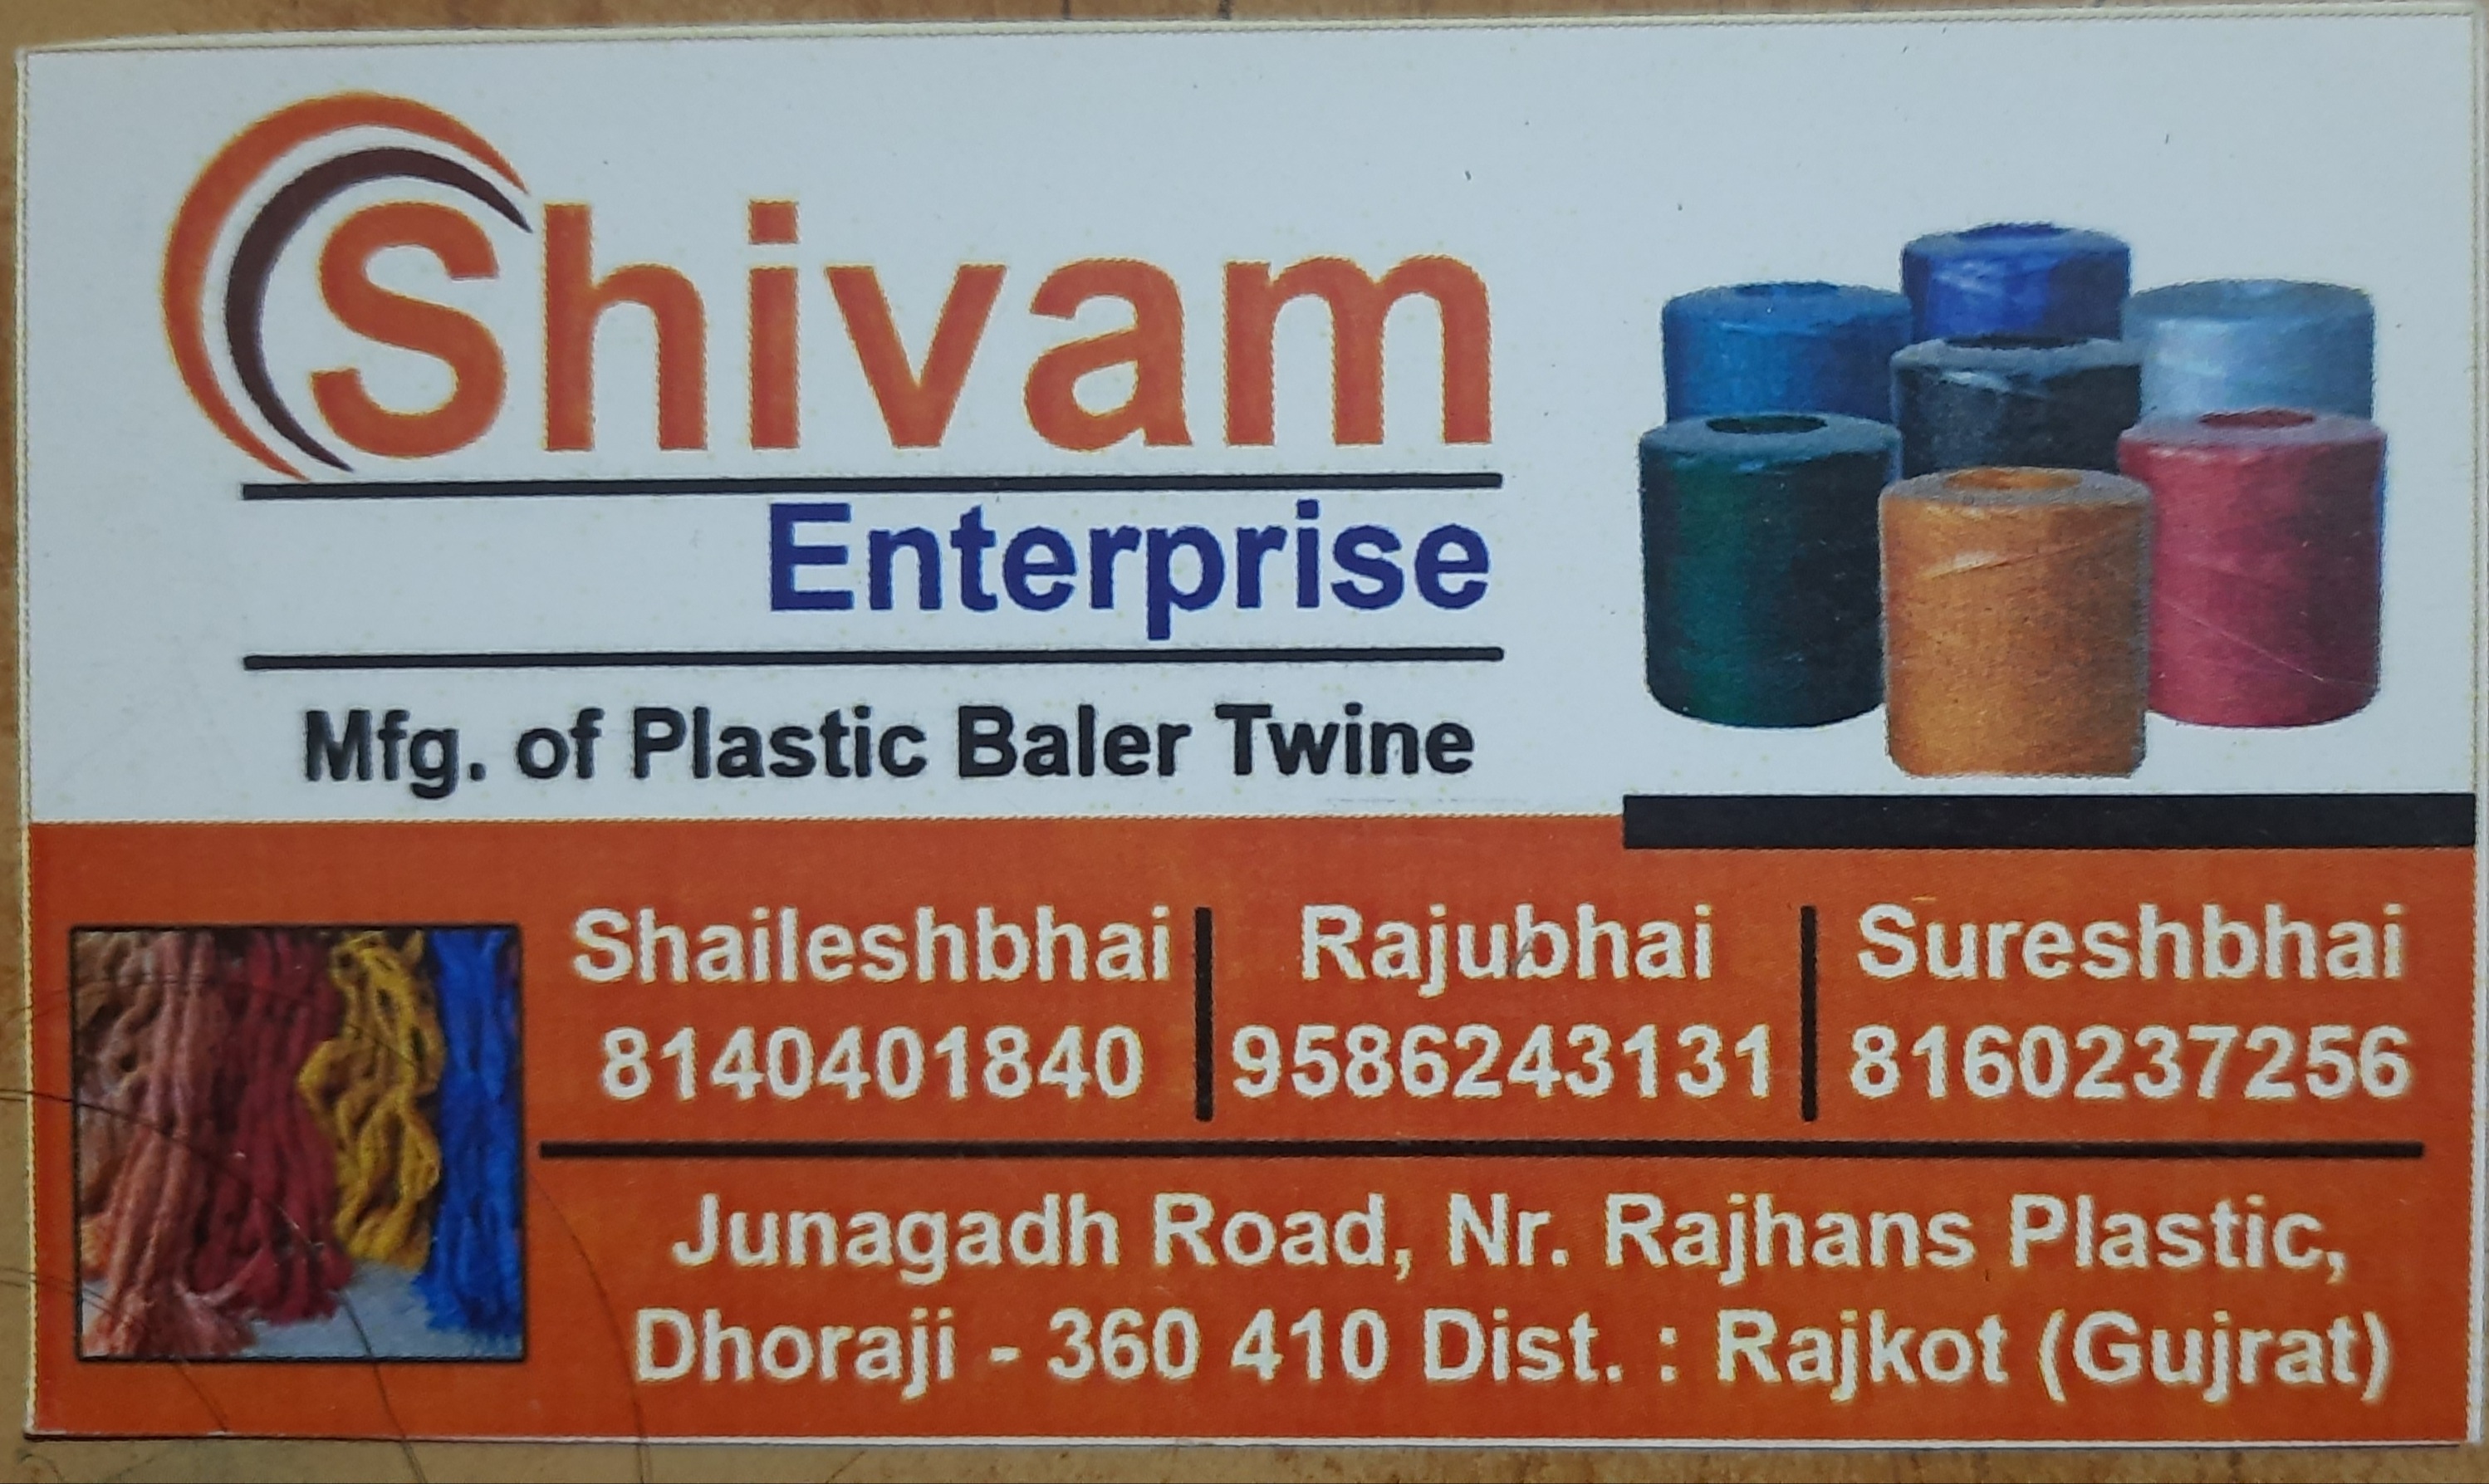 Shivam
Enterprise
Mfg. of Plastic Baler Twine
Shaileshbhai
8140401840
Rajubhai
9586243131
Sureshbhai
8160237256
Junagadh Road, Nr. Rajhans Plastic,
Dhoraji - 360 410 Dist. : Rajkot (Gujrat)